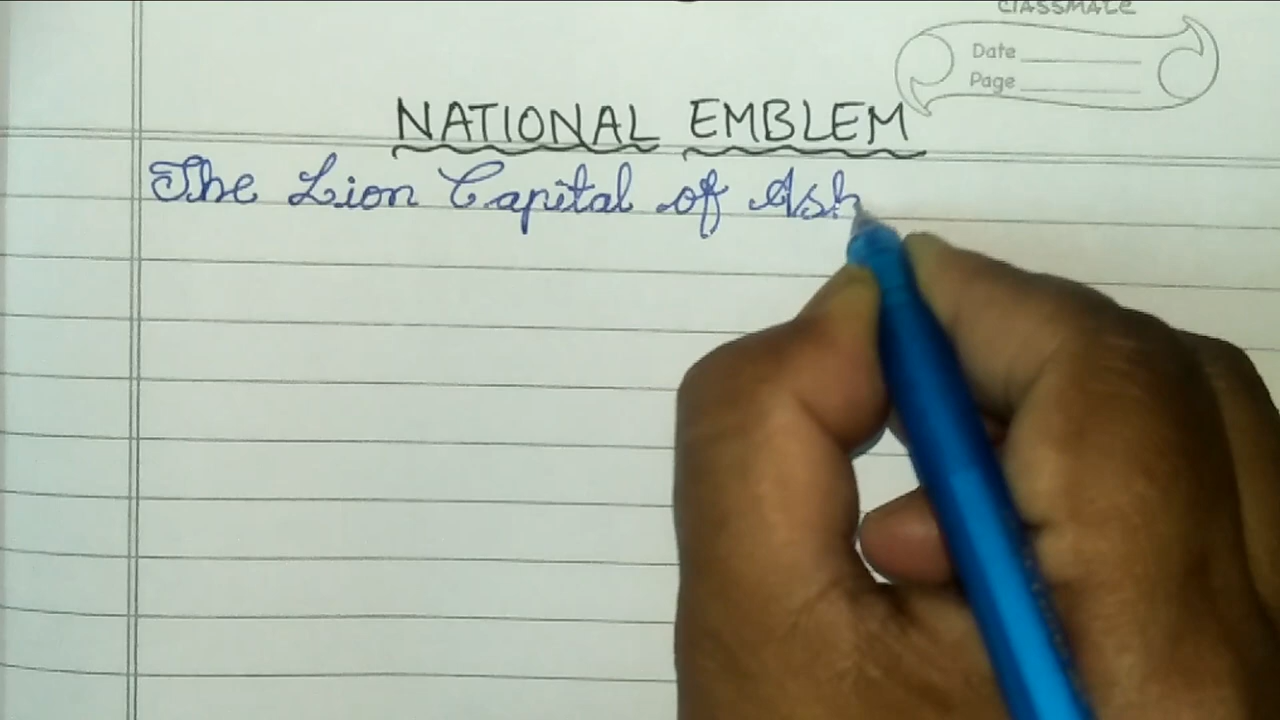 classmate
Date
Page
NATIONAL EMBLEM
The Lion Capital of Ash